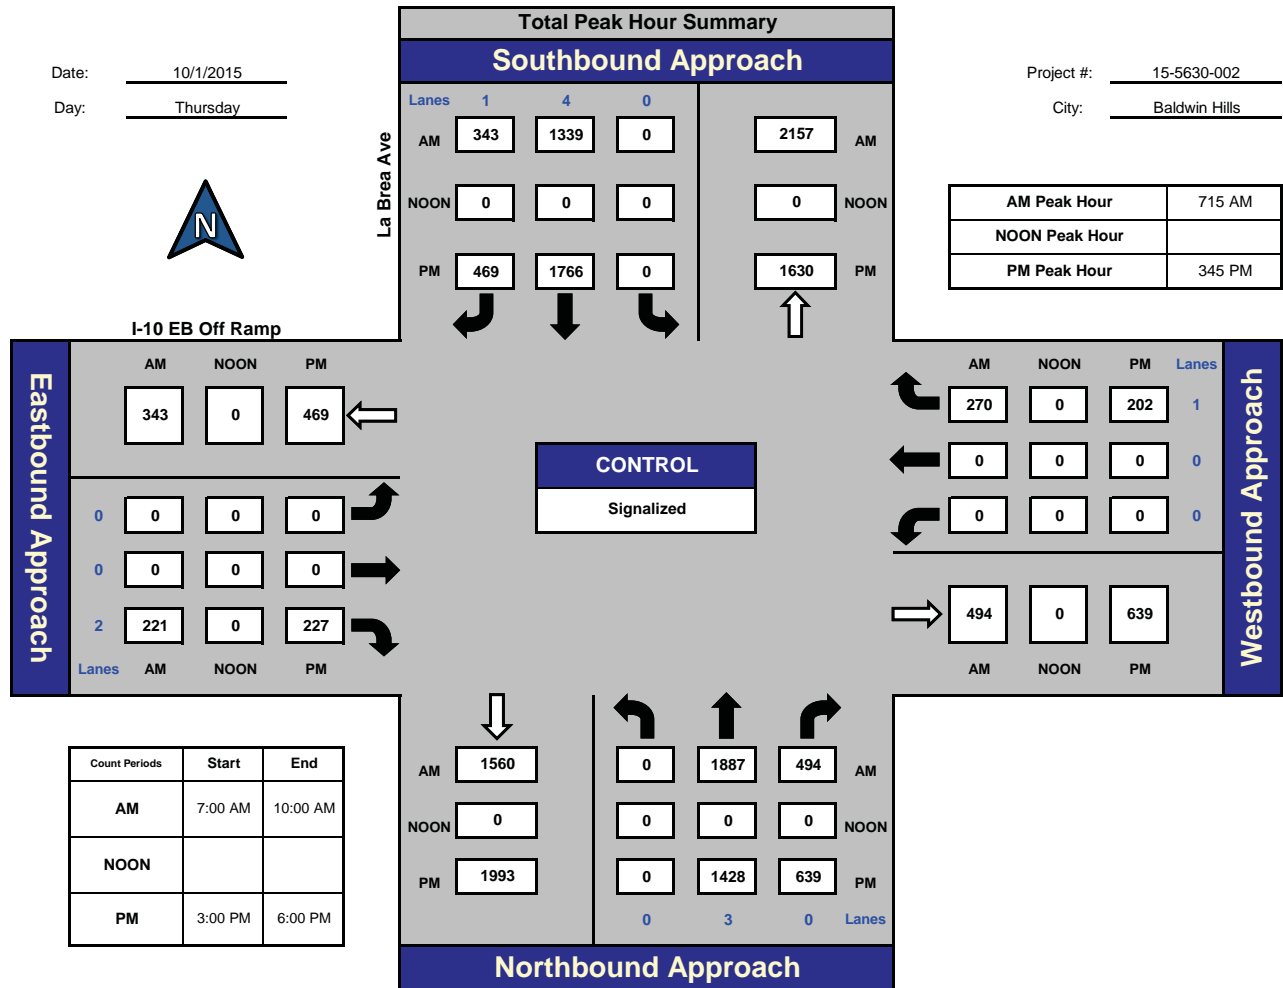 Total Peak Hour Summary
Southbound Approach
Date: 10/1/2015
Day: Thursday
Project #: 15-5630-002
City: Baldwin Hills
N
La Brea Ave
Lanes 1 4 0
AM 343 1339 0 2157 AM
NOON 0 0 0 0 NOON
PM 469 1766 0 1630 PM
AM Peak Hour 715 AM
NOON Peak Hour
PM Peak Hour 345 PM
I-10 EB Off Ramp
Eastbound Approach
AM NOON PM
343 0 469
0 0 0 0
0 0 0 0
2 221 0 227
Lanes AM NOON PM
CONTROL
Signalized
AM NOON PM Lanes
270 0 202 1
0 0 0 0
0 0 0 0
494 0 639
AM NOON PM
Westbound Approach
Count Periods Start End
AM 7:00 AM 10:00 AM
NOON
PM 3:00 PM 6:00 PM
AM 1560 0 1887 494 AM
NOON 0 0 0 0 NOON
PM 1993 0 1428 639 PM
0 3 0 Lanes
Northbound Approach